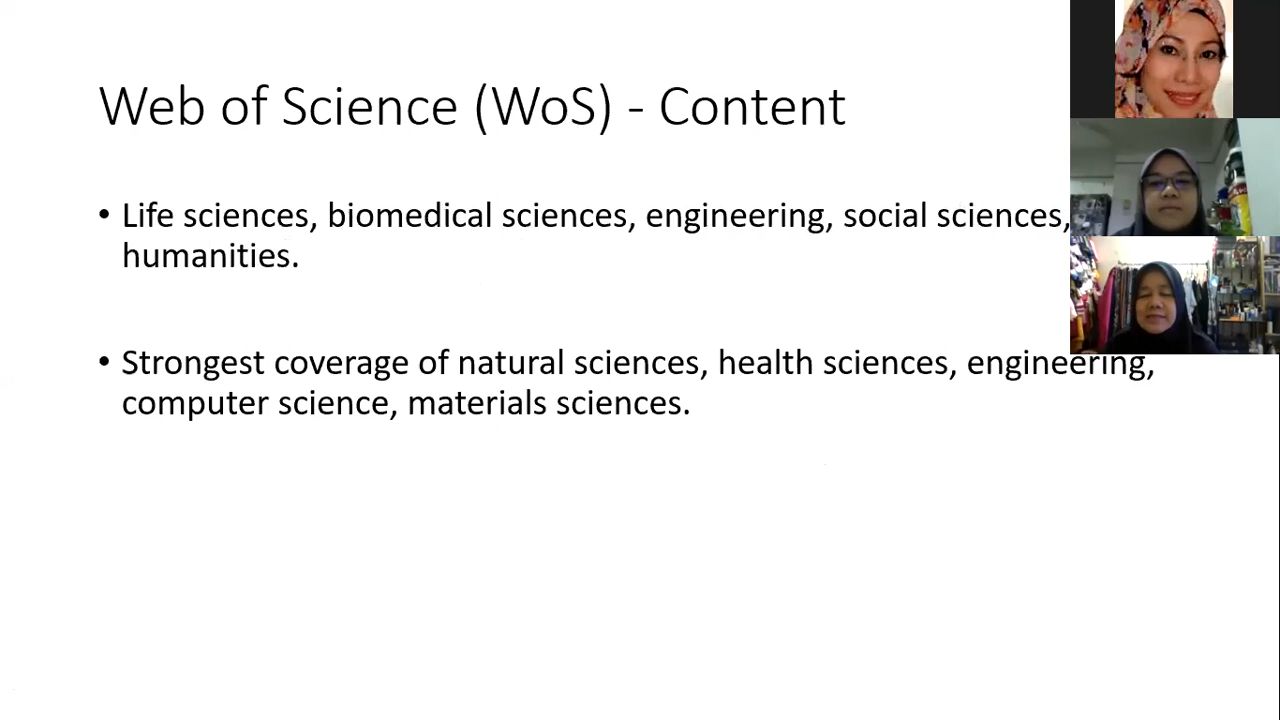 Web of Science (WoS) - Content
• Life sciences, biomedical sciences, engineering, social sciences,
humanities.
• Strongest coverage of natural sciences, health sciences, engineering,
computer science, materials sciences.